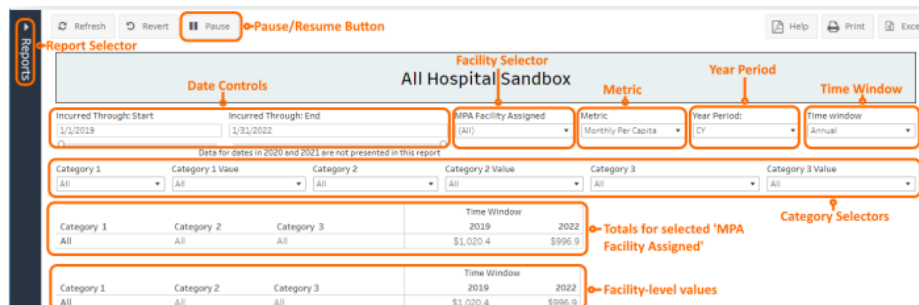 Refresh Revert Pause Pause/Resume Button Help Print Exce
Reports
Report Selector
Facility Selector
All Hospital Sandbox
Date Controls Metric Year Period Time Window
Incurred Through: Start Incurred Through: End MPA Facility Assigned Metric Year Period: Time window
1/1/2019 1/31/2022 (All) Monthly Per Capita CY Annual
Data for dates in 2020 and 2021 are not presented in this report
Category 1 Category 1 Vaue Category 2 Category 2 Value Category 3 Category 3 Value
All All All All All All
Category Selectors
Time Window
Category 1 Category 2 Category 3 2019 2022
All All All $1,020.4 $996.9
Totals for selected 'MPA
Facility Assigned'
Time Window
Category 1 Category 2 Category 3 2019 2022
All All All $1,020.4 $996.9
Facility-level values